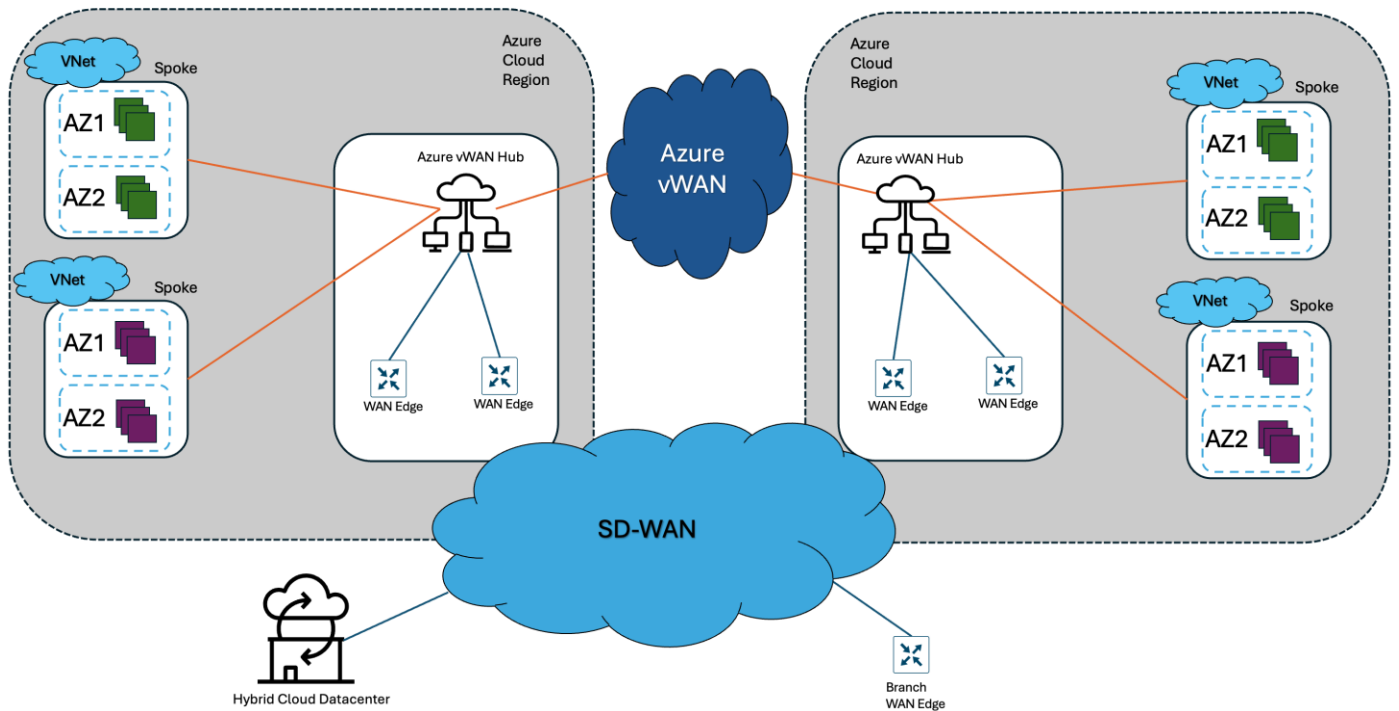 VNet
Spoke
AZ1
AZ2
VNet
Spoke
AZ1
AZ2
Azure
Cloud
Region
Azure vWAN Hub
WAN Edge
WAN Edge
Azure
vWAN
Azure
Cloud
Region
Azure vWAN Hub
WAN Edge
WAN Edge
VNet
Spoke
AZ1
AZ2
VNet
Spoke
AZ1
AZ2
SD-WAN
Hybrid Cloud Datacenter
Branch
WAN Edge